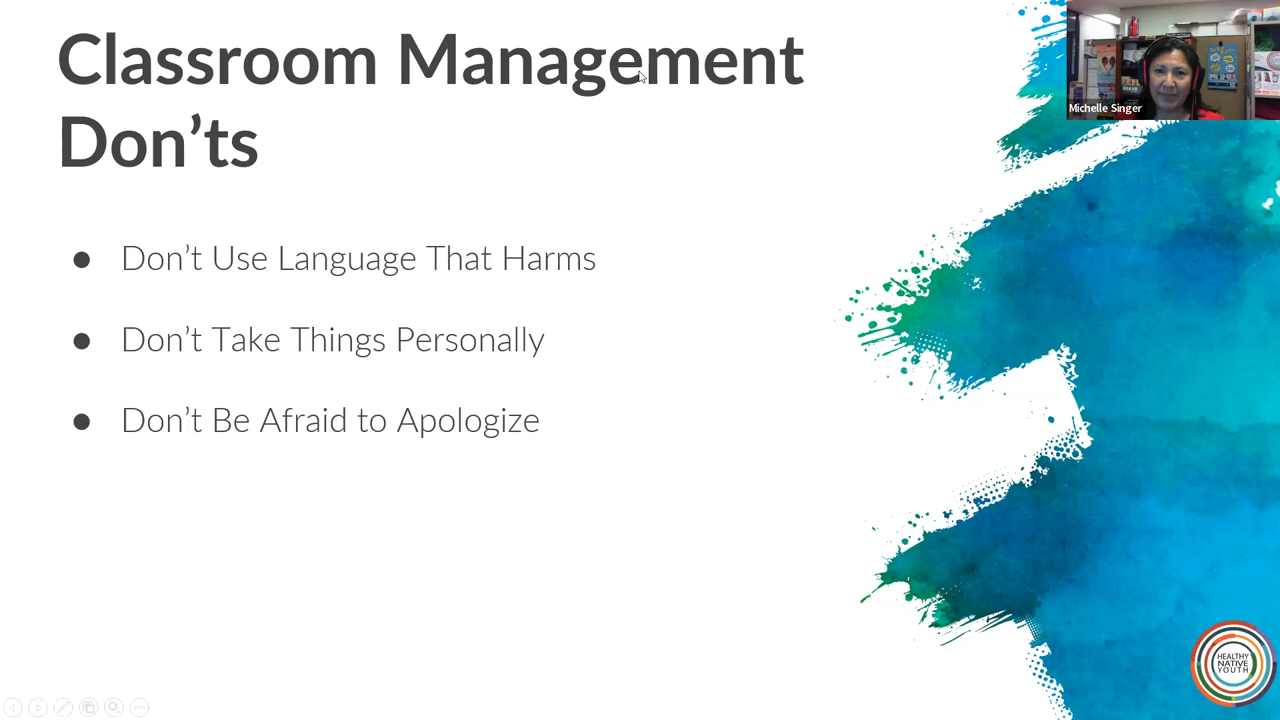 Classroom Management
Don’ts
● Don’t Use Language That Harms
● Don’t Take Things Personally
● Don’t Be Afraid to Apologize
Michelle Singer
HEALTHY
NATIVE
YOUTH